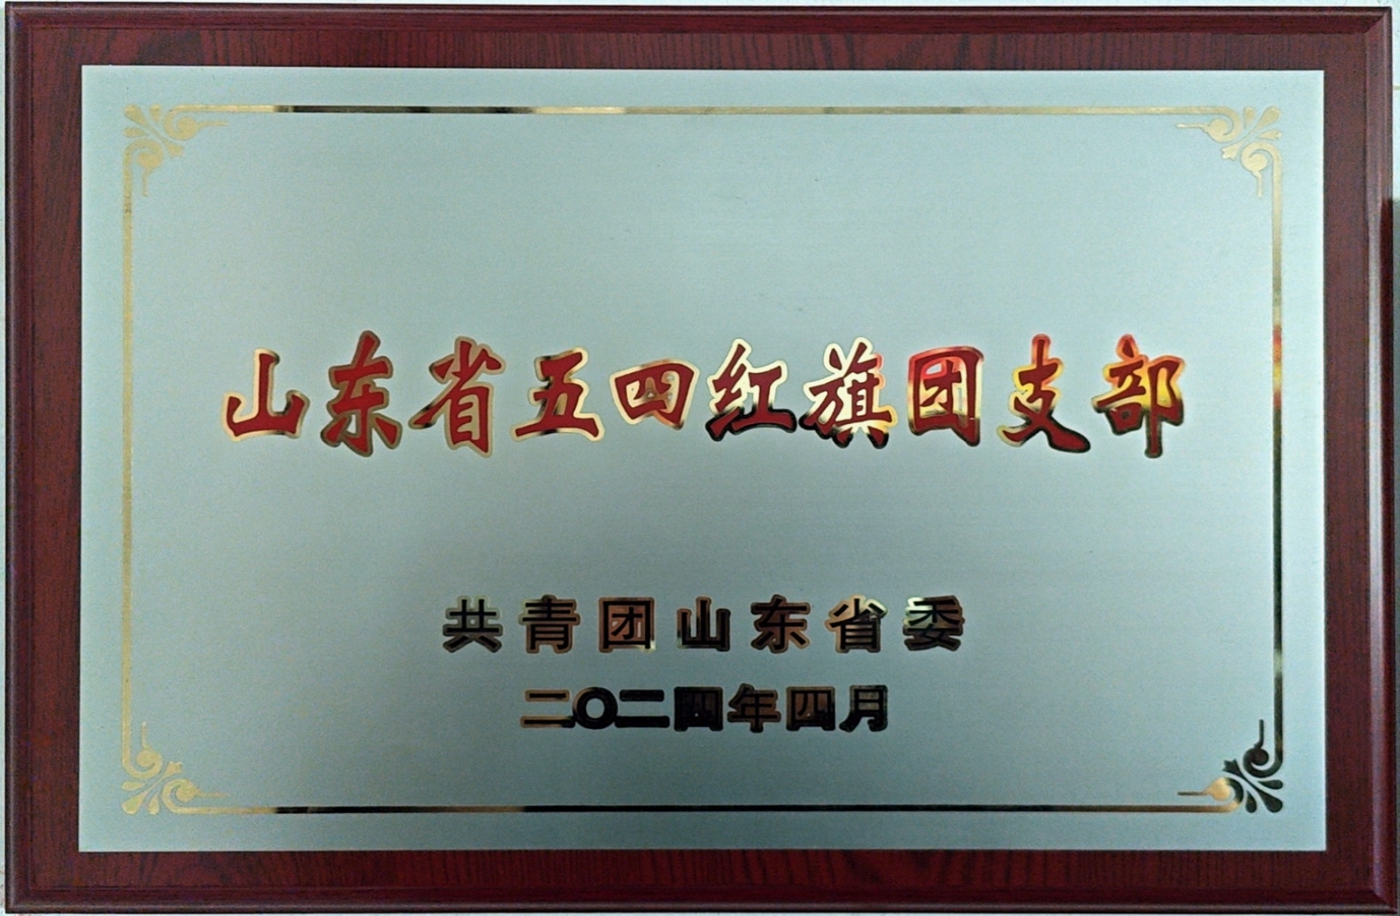 山东省五四红旗团支部
共青团山东省委
二〇二四年四月